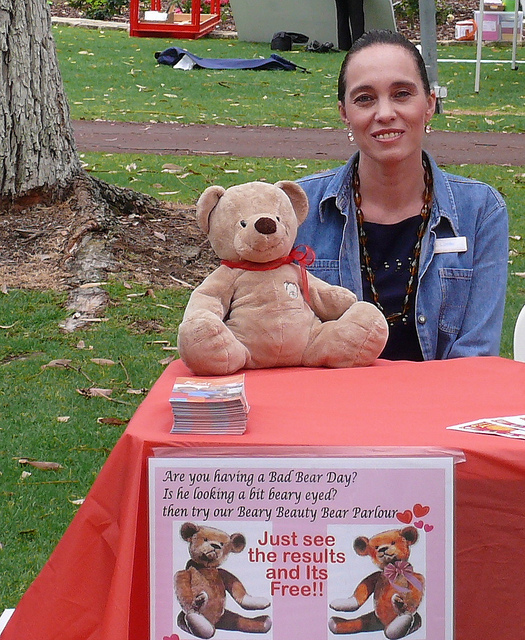 Are you having a Bad Bear Day?
Is he looking a bit beary eyed?
then try our Beary Beauty Bear Parlour
Just see
the results
and Its
Free!!